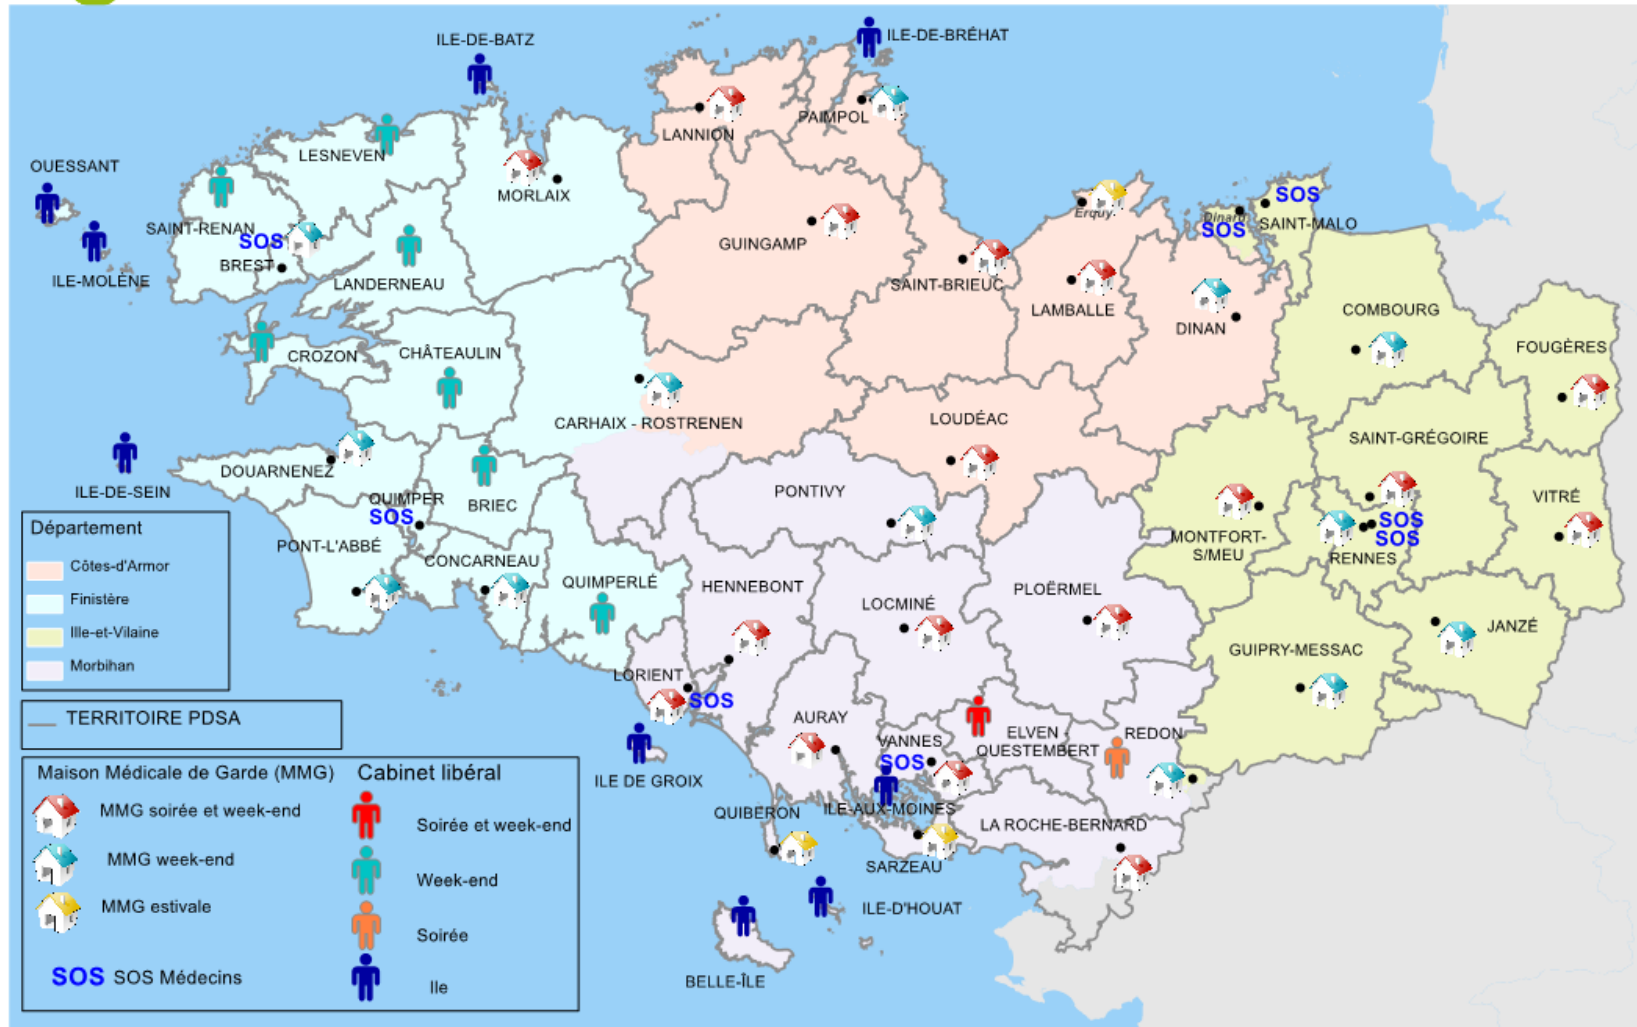 ILE-DE-BATZ
ILE-DE-BRÉHAT
LANNION
PAIMPOL
LESNEVEN
OUESSANT
MORLAIX
SAINT-RENAN
SOS
BREST
ILE-MOLÈNE
LANDERNEAU
GUINGAMP
SAINT-BRIEUC
LAMBALLE
Erquy
Dinard
SOS
SOS
SAINT-MALO
DINAN
COMBOURG
FOUGÈRES
CROZON
CHÂTEAULIN
CARHAIX - ROSTRENEN
LOUDÉAC
SAINT-GRÉGOIRE
DOUARNENEZ
ILE-DE-SEIN
QUIMPER
SOS
BRIEC
PONTIVY
VITRÉ
MONTFORT-
S/MEU
SOS
SOS
RENNES
PONT-L'ABBÉ
CONCARNEAU
QUIMPERLÉ
HENNEBONT
LOCMINÉ
PLOËRMEL
JANZÉ
GUIPRY-MESSAC
LORIENT
SOS
AURAY
VANNES
SOS
ELVEN
QUESTEMBERT
REDON
ILE DE GROIX
QUIBERON
ILE-AUX-MOINES
LA ROCHE-BERNARD
SARZEAU
ILE-D'HOUAT
BELLE-ÎLE
Département
Côtes-d'Armor
Finistère
Ille-et-Vilaine
Morbihan
TERRITOIRE PDSA
Maison Médicale de Garde (MMG)
MMG soirée et week-end
MMG week-end
MMG estivale
SOS SOS Médecins
Cabinet libéral
Soirée et week-end
Week-end
Soirée
Ile